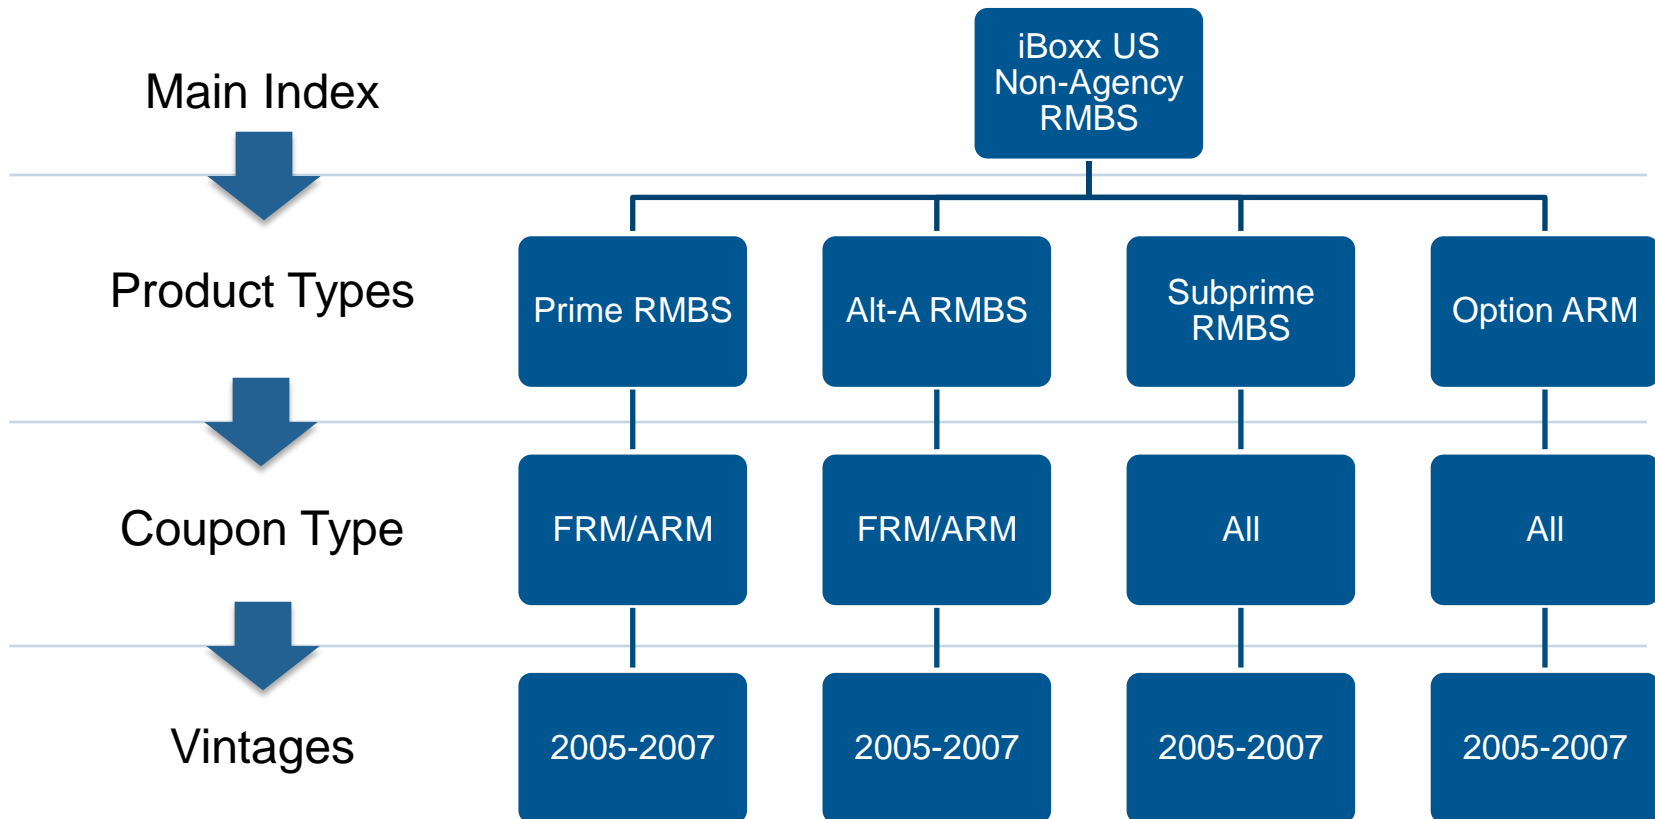 Main Index
iBoxx US
Non-Agency
RMBS
Product Types
Prime RMBS
Alt-A RMBS
Subprime
RMBS
Option ARM
Coupon Type
FRM/ARM
FRM/ARM
All
All
Vintages
2005-2007
2005-2007
2005-2007
2005-2007